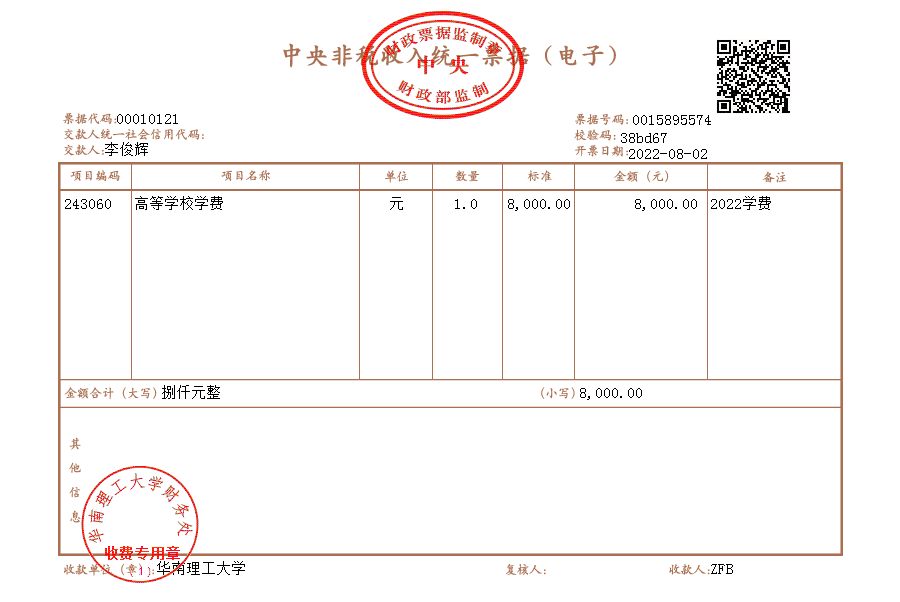 中央非税收入统一票据（电子）
财政票据监制章
中央
财政部监制
票据代码:00010121
票据号码: 0015895574
交款人统一社会信用代码:
校验码: 38bd67
交款人:李俊辉
开票日期:2022-08-02
项目编码 项目名称 单位 数量 标准 金额（元） 备注
243060 高等学校学费 元 1.0 8,000.00 8,000.00 2022学费
金额合计（大写）捌仟元整 （小写）8,000.00
其他信息
华南理工大学财务处
收费专用章
(1)
收款单位（章）:华南理工大学 复核人: 收款人:ZFB